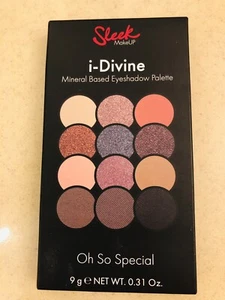 Sleek
MakeUP
i-Divine
Mineral Based Eyeshadow Palette
Oh So Special
9 g ℮ NET WT. 0.31 Oz.